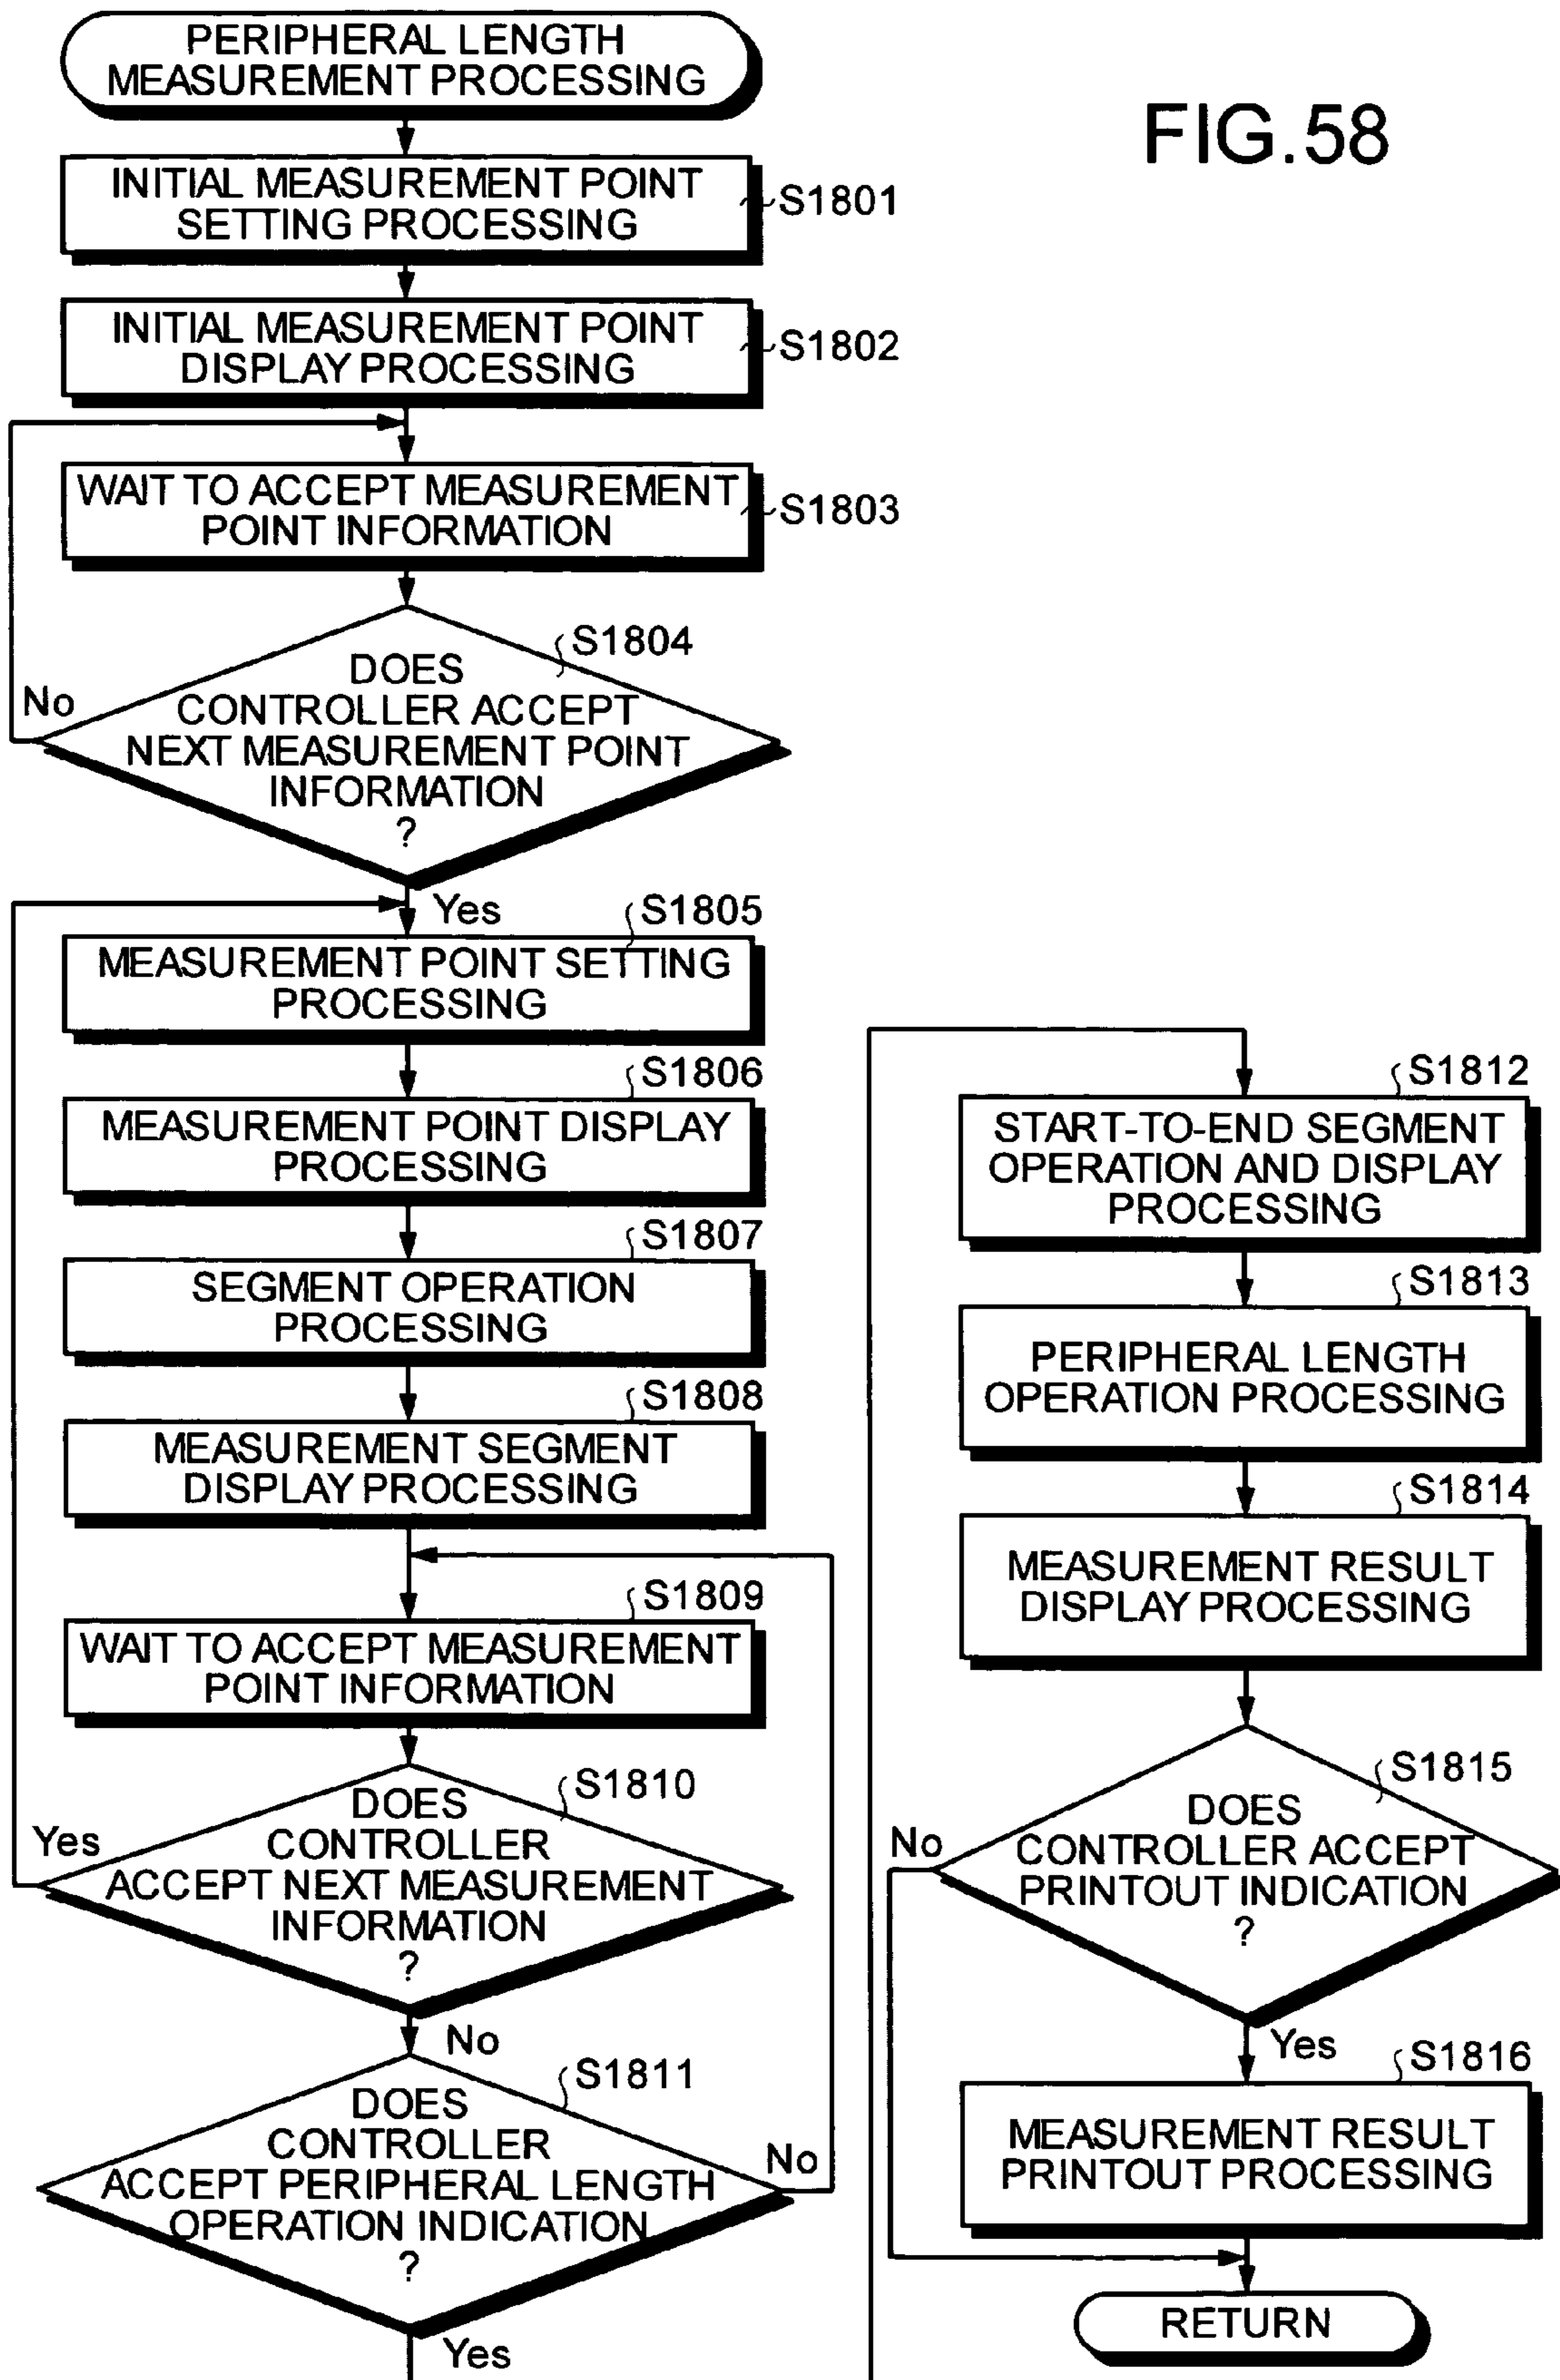 PERIPHERAL LENGTH
MEASUREMENT PROCESSING
FIG.58
INITIAL MEASUREMENT POINT
SETTING PROCESSING
S1801
INITIAL MEASUREMENT POINT
DISPLAY PROCESSING
S1802
WAIT TO ACCEPT MEASUREMENT
POINT INFORMATION
S1803
S1804
DOES
CONTROLLER ACCEPT
NEXT MEASUREMENT POINT
INFORMATION
?
No
Yes
S1805
MEASUREMENT POINT SETTING
PROCESSING
S1806
MEASUREMENT POINT DISPLAY
PROCESSING
S1807
SEGMENT OPERATION
PROCESSING
S1808
MEASUREMENT SEGMENT
DISPLAY PROCESSING
S1809
WAIT TO ACCEPT MEASUREMENT
POINT INFORMATION
S1810
DOES
CONTROLLER
ACCEPT NEXT MEASUREMENT
INFORMATION
?
Yes
No
S1811
DOES
CONTROLLER
ACCEPT PERIPHERAL LENGTH
OPERATION INDICATION
?
No
Yes
S1812
START-TO-END SEGMENT
OPERATION AND DISPLAY
PROCESSING
S1813
PERIPHERAL LENGTH
OPERATION PROCESSING
S1814
MEASUREMENT RESULT
DISPLAY PROCESSING
S1815
DOES
CONTROLLER ACCEPT
PRINTOUT INDICATION
?
No
Yes
S1816
MEASUREMENT RESULT
PRINTOUT PROCESSING
RETURN